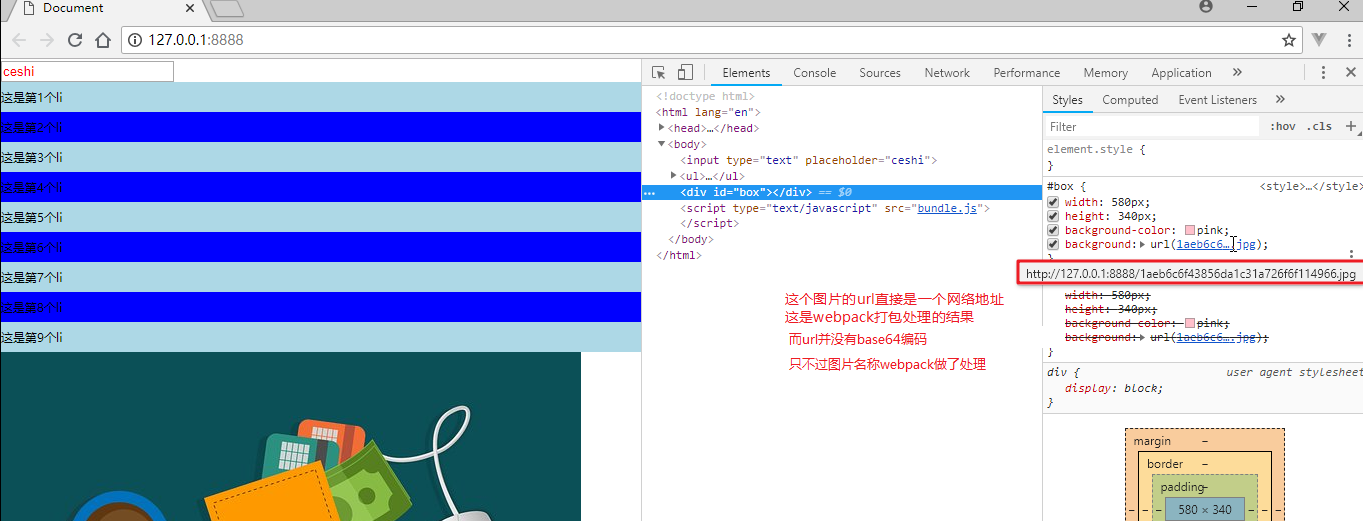 Document
127.0.0.1:8888
ceshi
这是第1个li
这是第2个li
这是第3个li
这是第4个li
这是第5个li
这是第6个li
这是第7个li
这是第8个li
这是第9个li
Elements Console Sources Network Performance Memory Application »
<!doctype html>
<html lang="en">
<head>…</head>
<body>
<input type="text" placeholder="ceshi">
<ul>…</ul>
<div id="box"></div> == $0
<script type="text/javascript" src="bundle.js">
</script>
</body>
</html>
这个图片的url直接是一个网络地址
这是webpack打包处理的结果
而url并没有base64编码
只不过图片名称webpack做了处理
Styles Computed Event Listeners »
Filter :hov .cls +
element.style {
}
#box { <style>…</style>
width: 580px;
height: 340px;
background-color: pink;
background: url(1aeb6c6….jpg);
}
http://127.0.0.1:8888/1aeb6c6f43856da1c31a726f6f114966.jpg
width: 580px;
height: 340px;
background-color: pink;
background: url(1aeb6c6….jpg);
}
div { user agent stylesheet
display: block;
}
margin –
border –
padding –
– – – 580 × 340 – – –